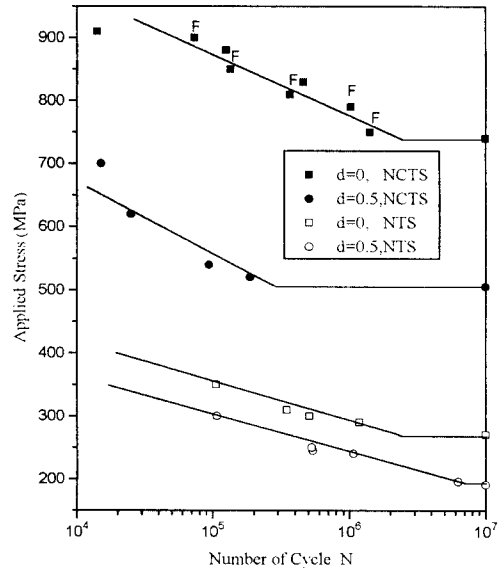 900
800
700
600
500
400
300
200
Applied Stress (MPa)
F
F
F
F
F
d=0, NCTS
d=0.5,NCTS
d=0, NTS
d=0.5,NTS
10^4
10^5
10^6
10^7
Number of Cycle N